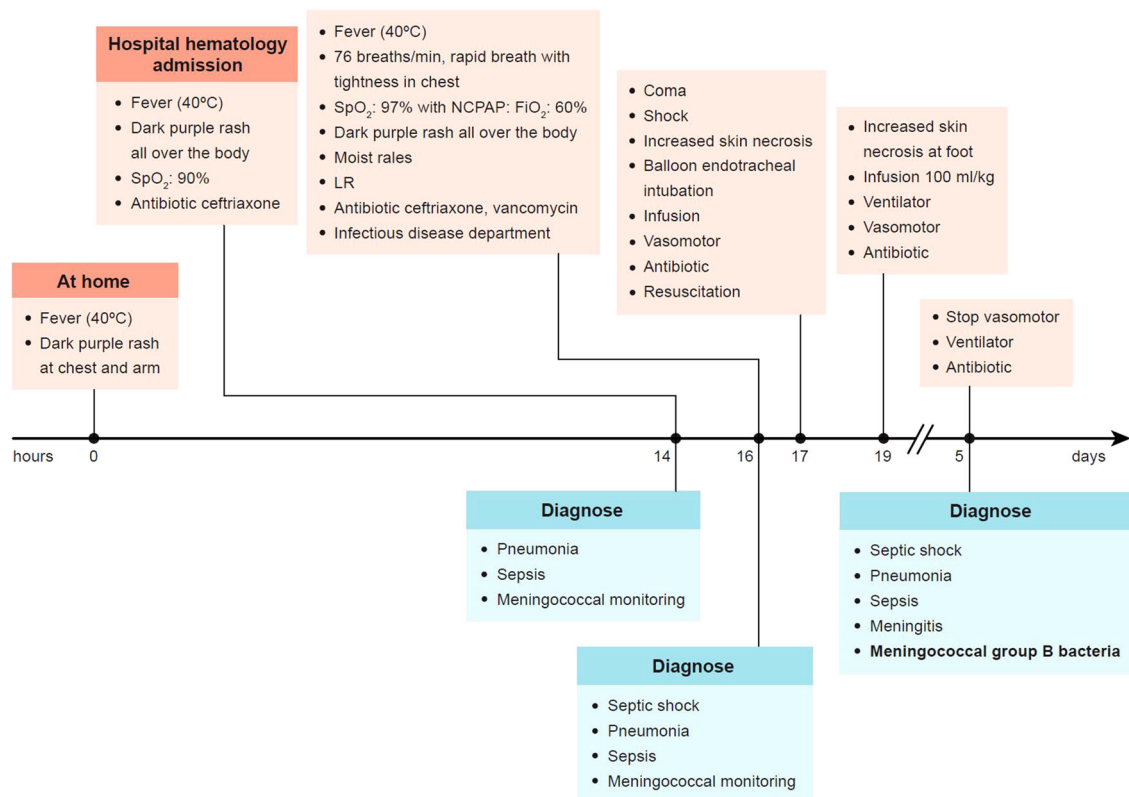 Hospital hematology
admission
• Fever (40ºC)
• Dark purple rash
all over the body
• SpO₂: 90%
• Antibiotic ceftriaxone
• Fever (40ºC)
• 76 breaths/min, rapid breath with
tightness in chest
• SpO₂: 97% with NCPAP: FiO₂: 60%
• Dark purple rash all over the body
• Moist rales
• LR
• Antibiotic ceftriaxone, vancomycin
• Infectious disease department
• Coma
• Shock
• Increased skin necrosis
• Balloon endotracheal
intubation
• Infusion
• Vasomotor
• Antibiotic
• Resuscitation
• Increased skin
necrosis at foot
• Infusion 100 ml/kg
• Ventilator
• Vasomotor
• Antibiotic
At home
• Fever (40ºC)
• Dark purple rash
at chest and arm
• Stop vasomotor
• Ventilator
• Antibiotic
hours 0 14 16 17 19 5 days
Diagnose
• Pneumonia
• Sepsis
• Meningococcal monitoring
Diagnose
• Septic shock
• Pneumonia
• Sepsis
• Meningococcal monitoring
Diagnose
• Septic shock
• Pneumonia
• Sepsis
• Meningitis
• Meningococcal group B bacteria